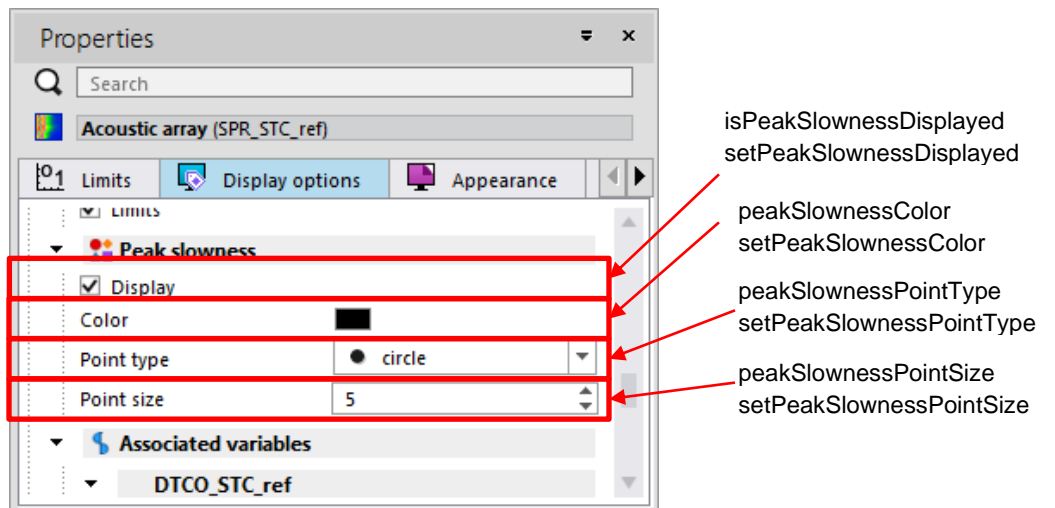 Properties
Search
Acoustic array (SPR_STC_ref)
Limits
Display options
Appearance
Limits
Peak slowness
Display
Color
Point type
circle
Point size
5
Associated variables
DTCO_STC_ref
isPeakSlownessDisplayed
setPeakSlownessDisplayed
peakSlownessColor
setPeakSlownessColor
peakSlownessPointType
setPeakSlownessPointType
peakSlownessPointSize
setPeakSlownessPointSize